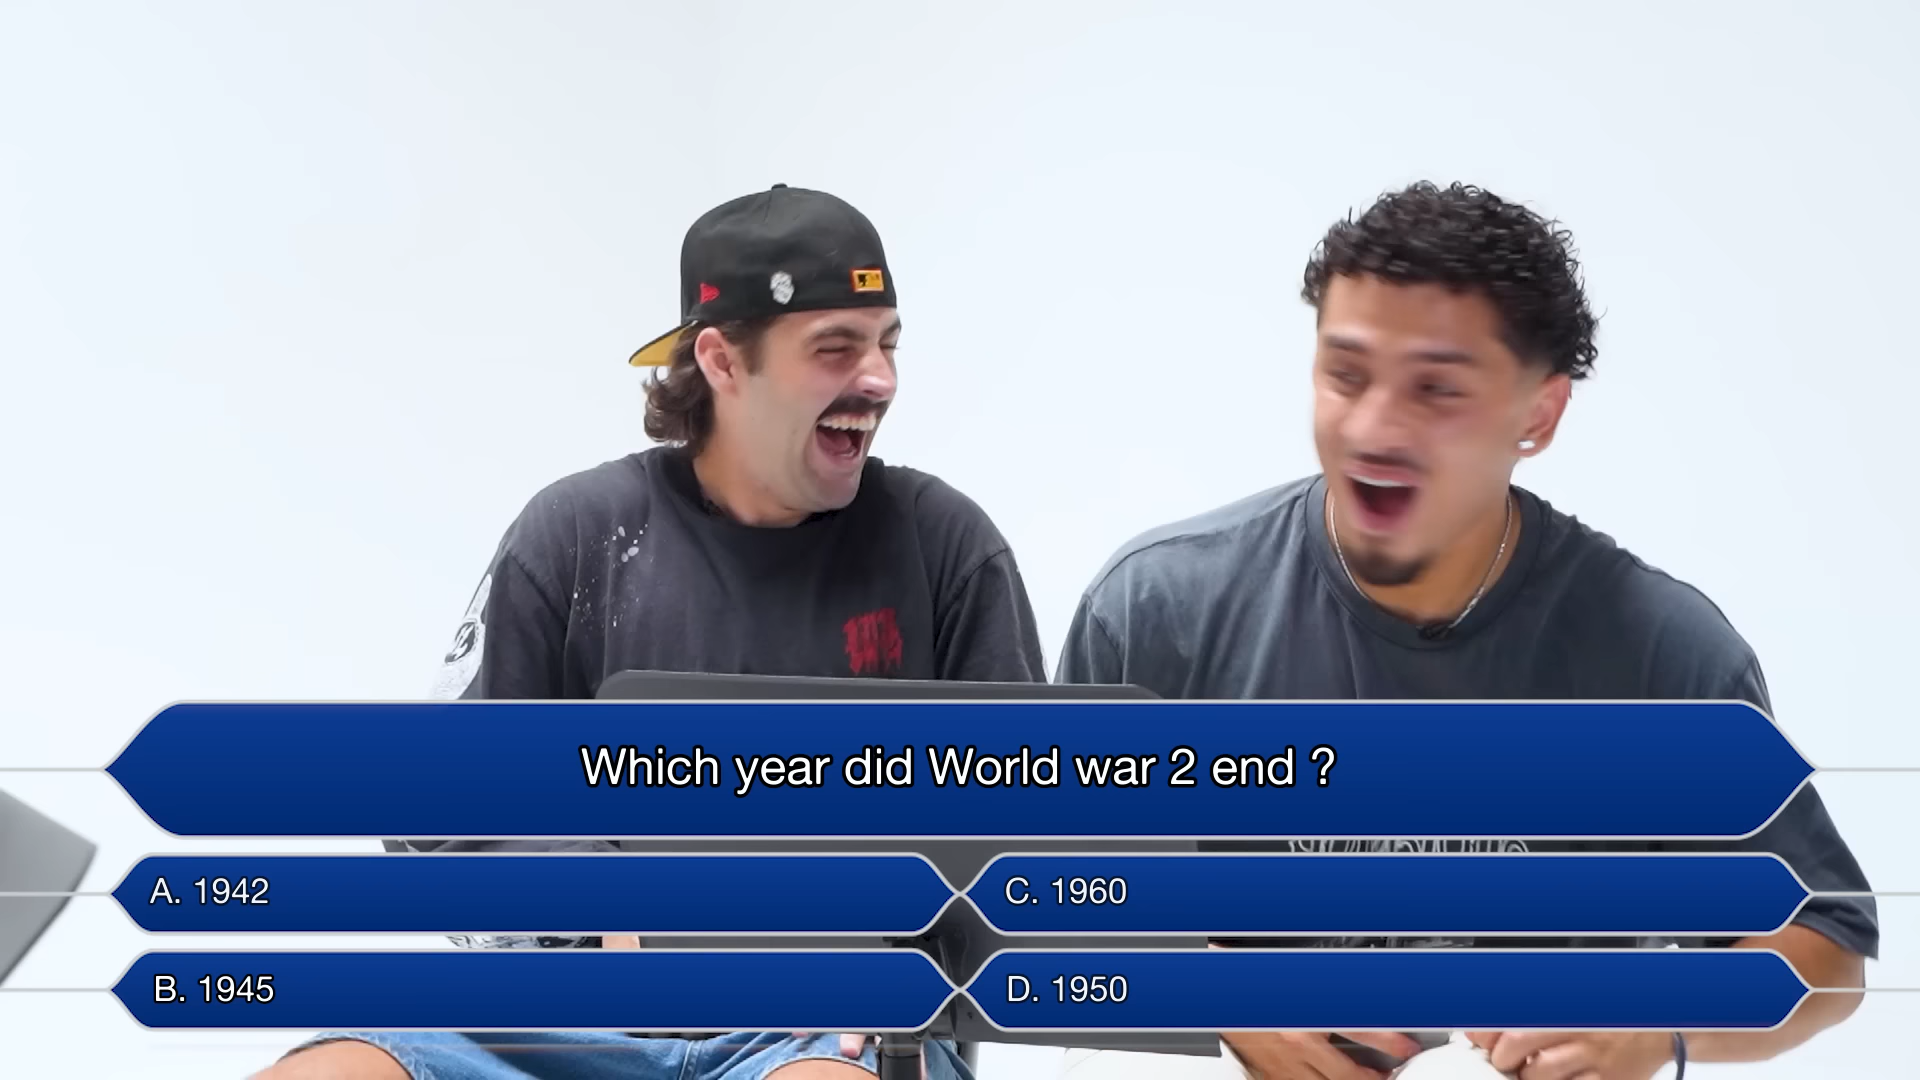 Which year did World war 2 end ?
A. 1942
C. 1960
B. 1945
D. 1950